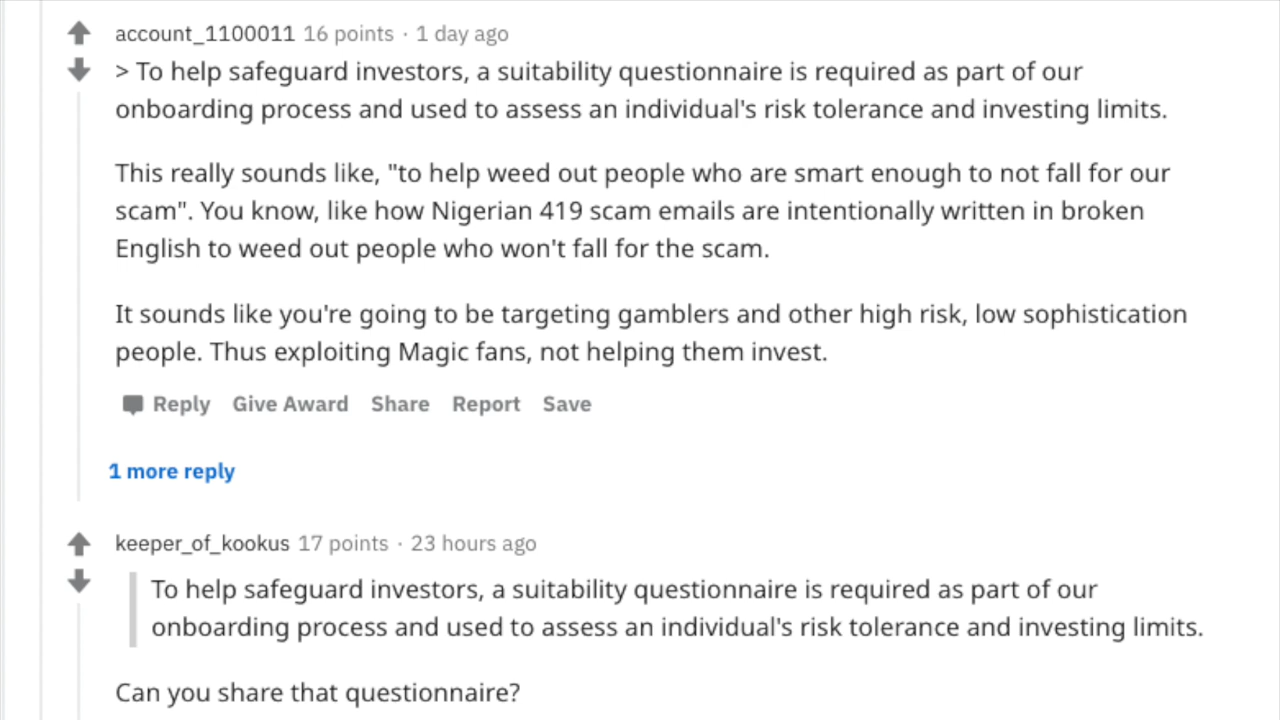 account_1100011 16 points · 1 day ago
> To help safeguard investors, a suitability questionnaire is required as part of our
onboarding process and used to assess an individual's risk tolerance and investing limits.
This really sounds like, "to help weed out people who are smart enough to not fall for our
scam". You know, like how Nigerian 419 scam emails are intentionally written in broken
English to weed out people who won't fall for the scam.
It sounds like you're going to be targeting gamblers and other high risk, low sophistication
people. Thus exploiting Magic fans, not helping them invest.
Reply Give Award Share Report Save
1 more reply
keeper_of_kookus 17 points · 23 hours ago
To help safeguard investors, a suitability questionnaire is required as part of our
onboarding process and used to assess an individual's risk tolerance and investing limits.
Can you share that questionnaire?